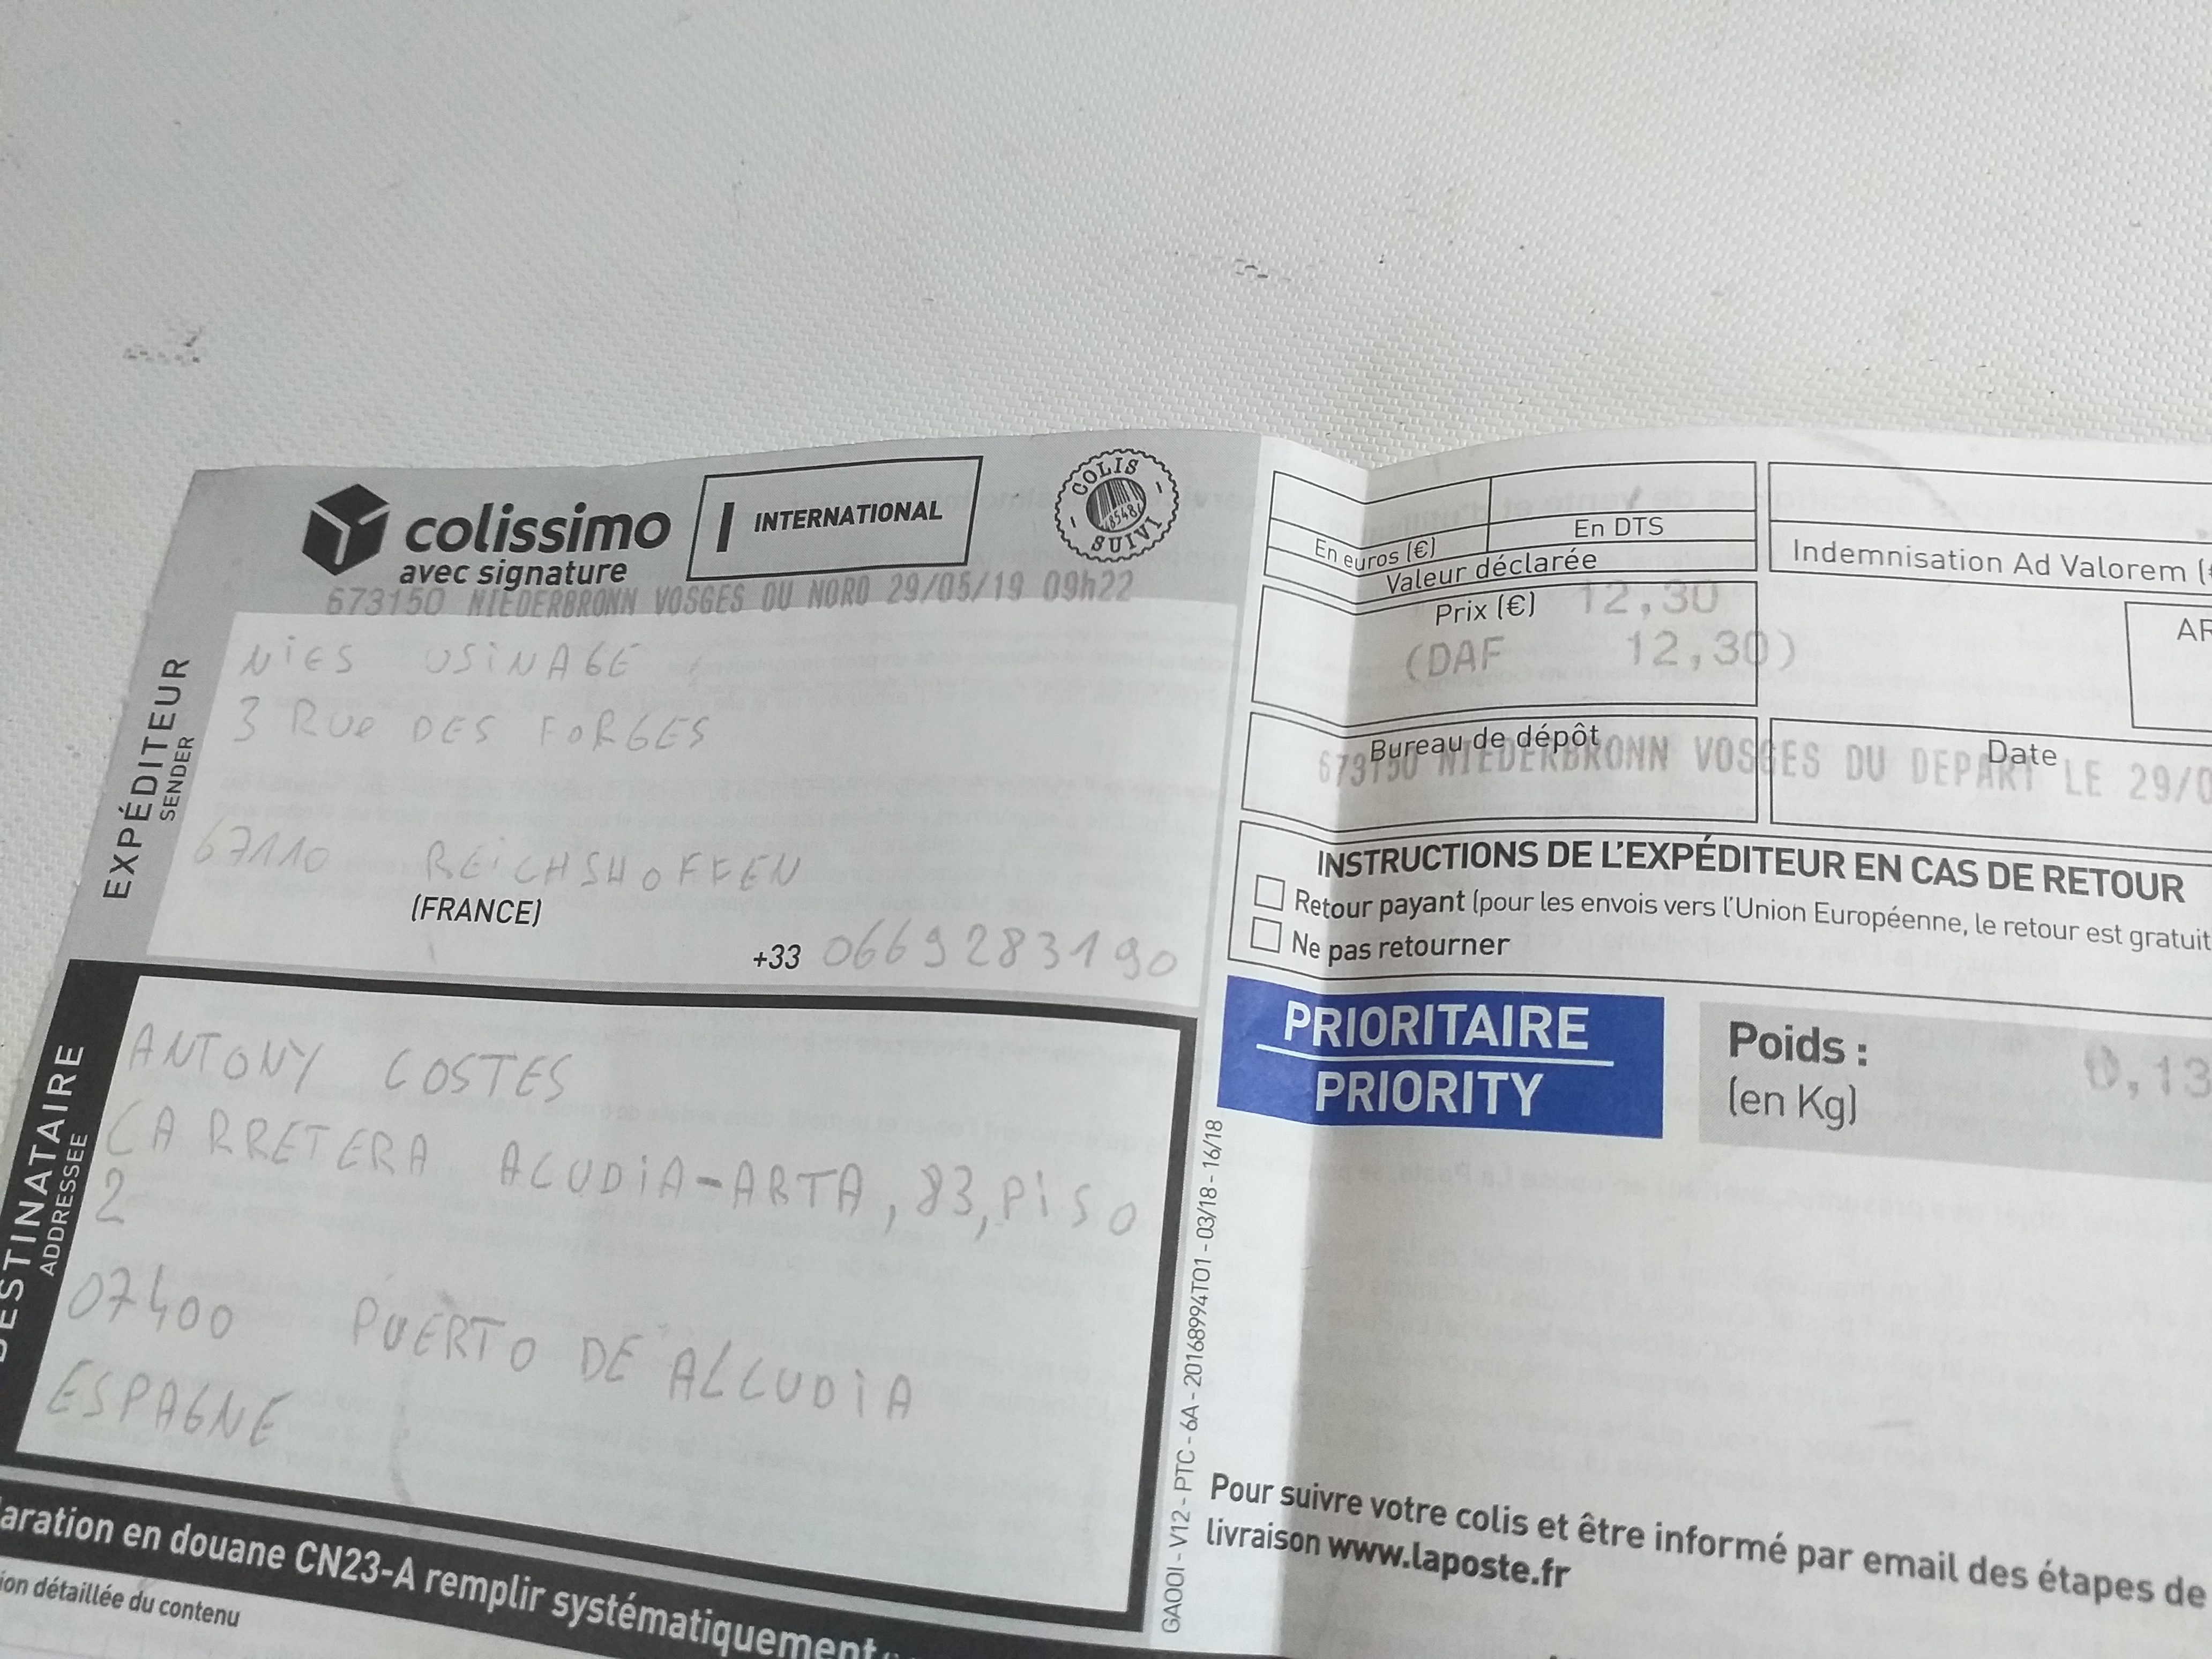 colissimo
avec signature
I INTERNATIONAL
COLIS
SUIVI
673150 NIEDERBRONN VOSGES DU NORD 29/05/19 09h22
EXPÉDITEUR
SENDER
NiES USiNAGE
3 RUe DES FORGES
67110 REiCHSHOFFEN
(FRANCE)
+33 0669283190
DESTINATAIRE
ADDRESSEE
ANTONY COSTES
CARRETERA ACUDiA-ARTA, 83, PiSO
2
07400 PUERTO DE ALCUDiA
ESPAGNE
aration en douane CN23-A remplir systématiquement
ion détaillée du contenu
GA001 - V12 - PTC - 6A - 20168994T01 - 03/18 - 16/18
En euros (€)
En DTS
Valeur déclarée
Indemnisation Ad Valorem (
Prix (€) 12,30
(DAF 12,30)
AR
Bureau de dépôt
Date
673150 NIEDERBRONN VOSGES DU DEPART LE 29/0
INSTRUCTIONS DE L'EXPÉDITEUR EN CAS DE RETOUR
Retour payant (pour les envois vers l'Union Européenne, le retour est gratuit
Ne pas retourner
PRIORITAIRE
PRIORITY
Poids :
(en Kg)
0,13
Pour suivre votre colis et être informé par email des étapes de
livraison www.laposte.fr